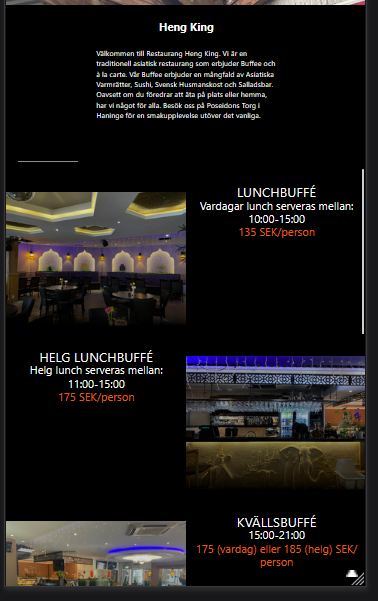 Heng King
Välkommen till Restaurang Heng King. Vi är en
traditionell asiatisk restaurang som erbjuder Buffee och
à la carte. Vår Buffee erbjuder en mångfald av Asiatiska
Varmrätter, Sushi, Svensk Husmanskost och Salladsbar.
Oavsett om du föredrar att äta på plats eller hemma,
har vi något för alla. Besök oss på Poseidons Torg i
Haninge för en smakupplevelse utöver det vanliga.
LUNCHBUFFÉ
Vardagar lunch serveras mellan:
10:00-15:00
135 SEK/person
HELG LUNCHBUFFÉ
Helg lunch serveras mellan:
11:00-15:00
175 SEK/person
KVÄLLSBUFFÉ
15:00-21:00
175 (vardag) eller 185 (helg) SEK/
person